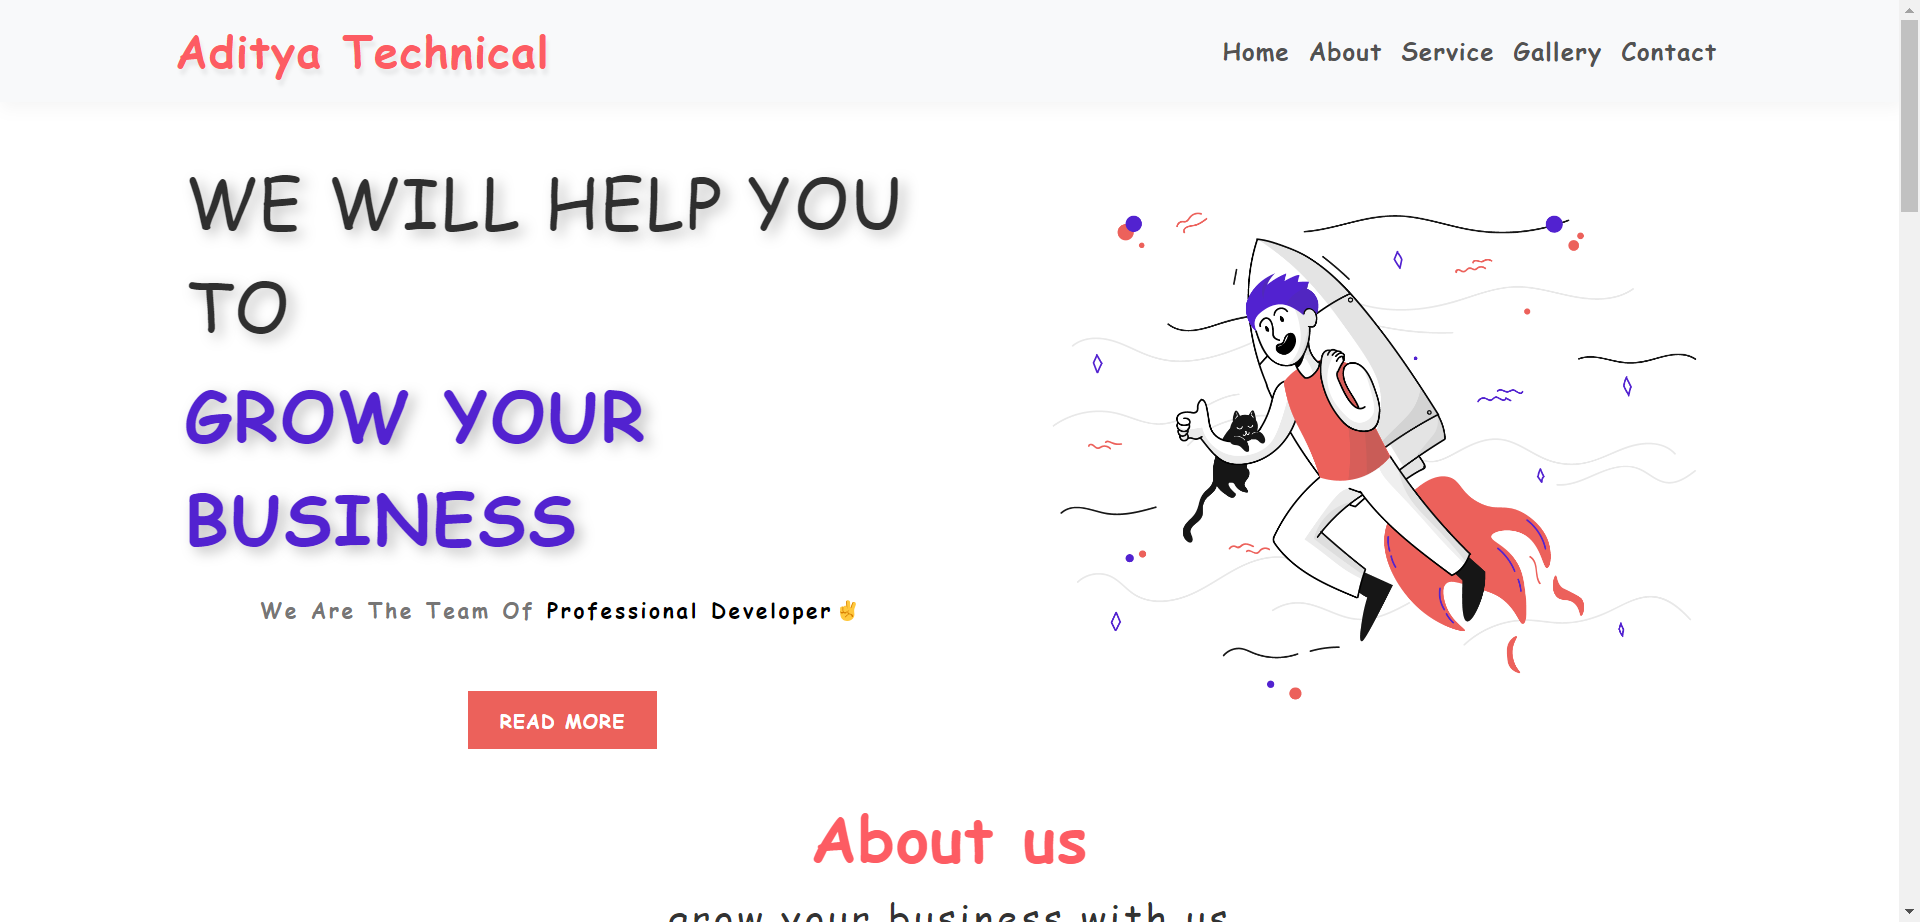 Aditya Technical
Home About Service Gallery Contact
WE WILL HELP YOU
TO
GROW YOUR
BUSINESS
We Are The Team Of Professional Developer✌
READ MORE
About us
grow your business with us